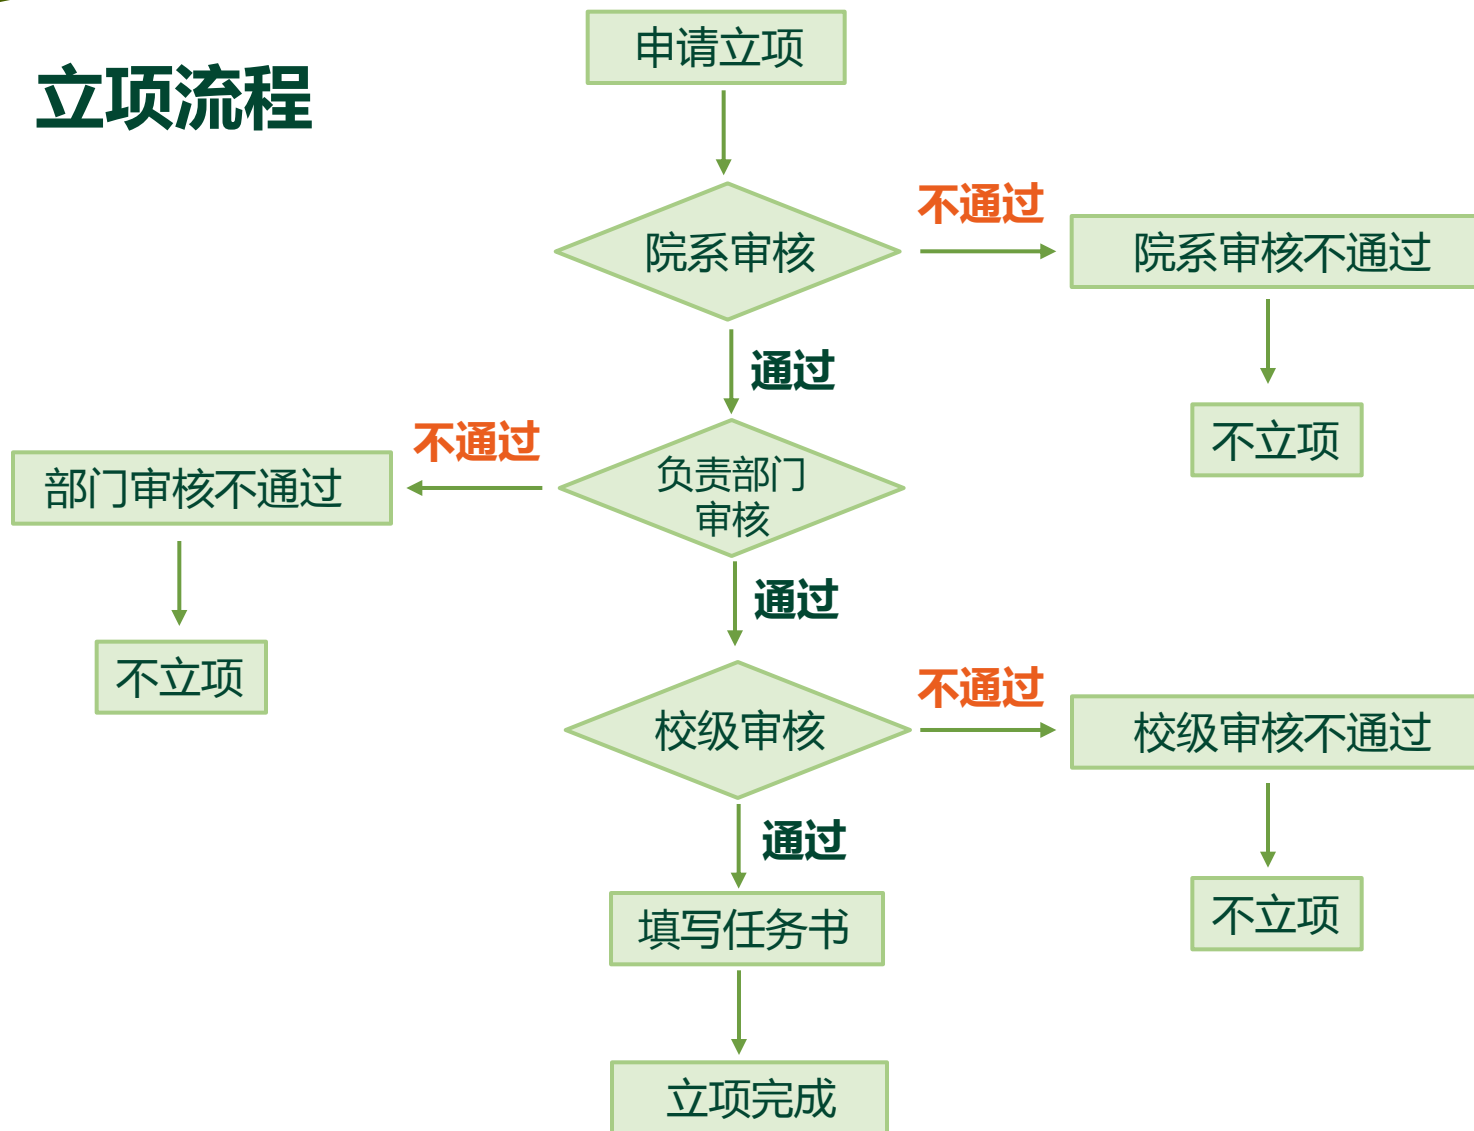 立项流程
申请立项
院系审核
不通过
院系审核不通过
不立项
通过
负责部门
审核
不通过
部门审核不通过
不立项
通过
校级审核
不通过
校级审核不通过
不立项
通过
填写任务书
立项完成